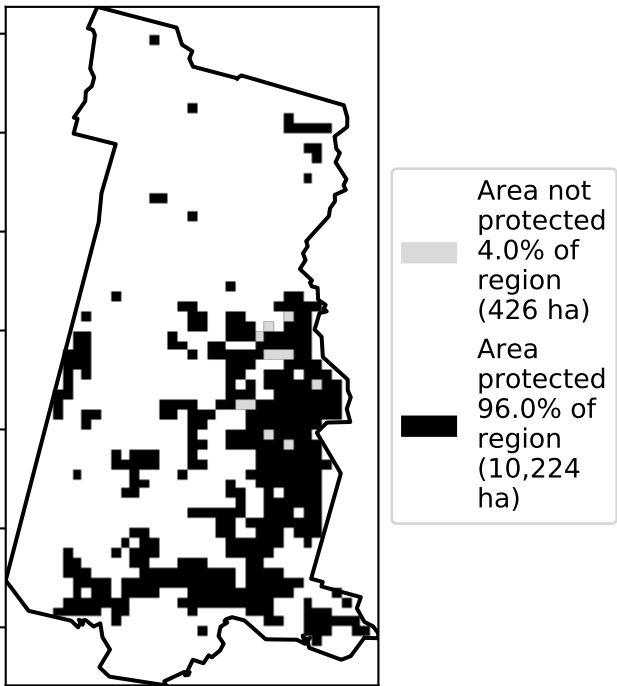 Area not
protected
4.0% of
region
(426 ha)
Area
protected
96.0% of
region
(10,224
ha)